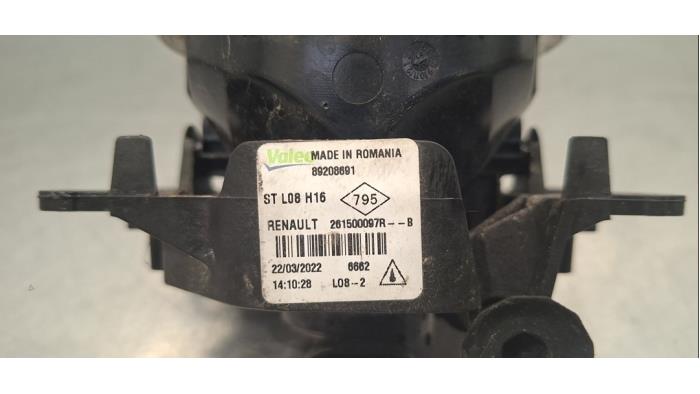 Valeo MADE IN ROMANIA
89208691
ST L08 H16 795
RENAULT 261500097R--B
22/03/2022 6662
14:10:28 L08-2